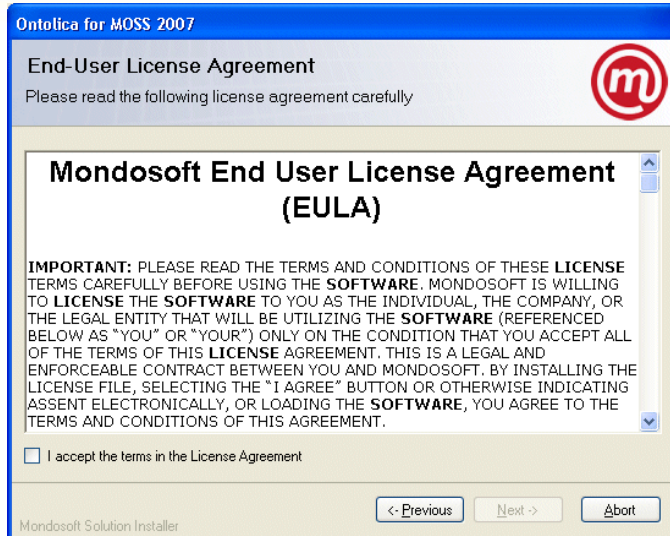 Ontolica for MOSS 2007
End-User License Agreement
Please read the following license agreement carefully
m
Mondosoft End User License Agreement
(EULA)
IMPORTANT: PLEASE READ THE TERMS AND CONDITIONS OF THESE LICENSE
TERMS CAREFULLY BEFORE USING THE SOFTWARE. MONDOSOFT IS WILLING
TO LICENSE THE SOFTWARE TO YOU AS THE INDIVIDUAL, THE COMPANY, OR
THE LEGAL ENTITY THAT WILL BE UTILIZING THE SOFTWARE (REFERENCED
BELOW AS “YOU” OR “YOUR”) ONLY ON THE CONDITION THAT YOU ACCEPT ALL
OF THE TERMS OF THIS LICENSE AGREEMENT. THIS IS A LEGAL AND
ENFORCEABLE CONTRACT BETWEEN YOU AND MONDOSOFT. BY INSTALLING THE
LICENSE FILE, SELECTING THE “I AGREE” BUTTON OR OTHERWISE INDICATING
ASSENT ELECTRONICALLY, OR LOADING THE SOFTWARE, YOU AGREE TO THE
TERMS AND CONDITIONS OF THIS AGREEMENT.
I accept the terms in the License Agreement
<- Previous Next -> Abort
Mondosoft Solution Installer